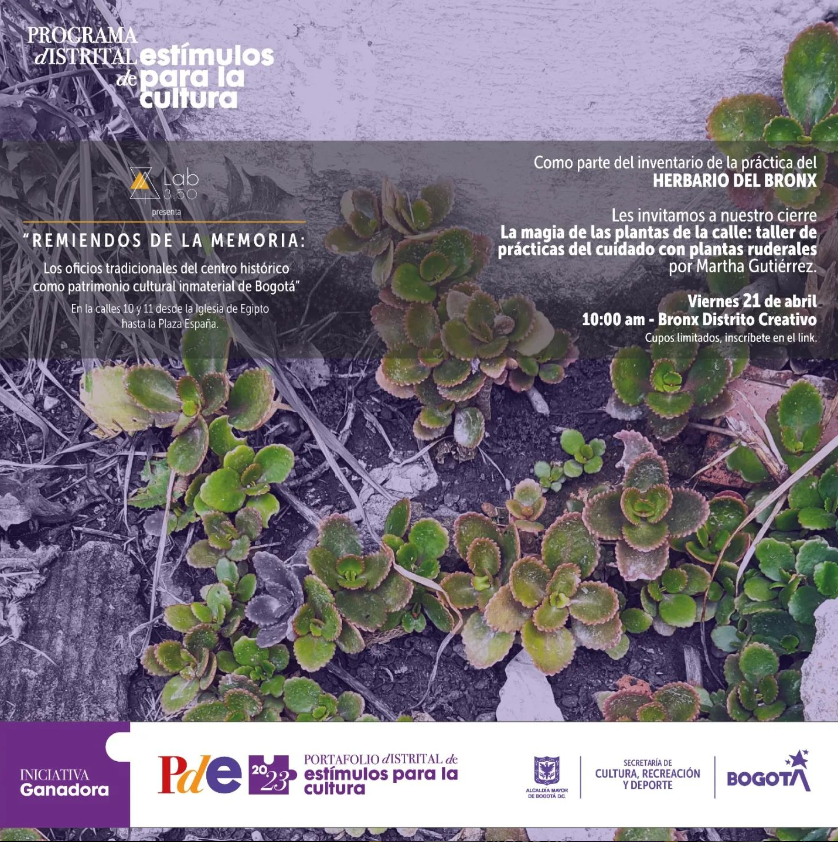 PROGRAMA
dISTRITAL estímulos
de para la
cultura
Lab
3.50
presenta
"REMIENDOS DE LA MEMORIA:
Los oficios tradicionales del centro histórico
como patrimonio cultural inmaterial de Bogotá"
En la calles 10 y 11 desde la Iglesia de Egipto
hasta la Plaza España.
Como parte del inventario de la práctica del
HERBARIO DEL BRONX
Les invitamos a nuestro cierre
La magia de las plantas de la calle: taller de
prácticas del cuídado con plantas ruderales
por Martha Gutiérrez.
Viernes 21 de abril
10:00 am - Bronx Distrito Creativo
Cupos limitados, inscríbete en el link.
INICIATIVA
Ganadora
PdE
20
23
PORTAFOLIO dISTRITAL de
estímulos para la
cultura
ALCALDÍA MAYOR
DE BOGOTÁ D.C.
SECRETARÍA DE
CULTURA, RECREACIÓN
Y DEPORTE
BOGOTÁ